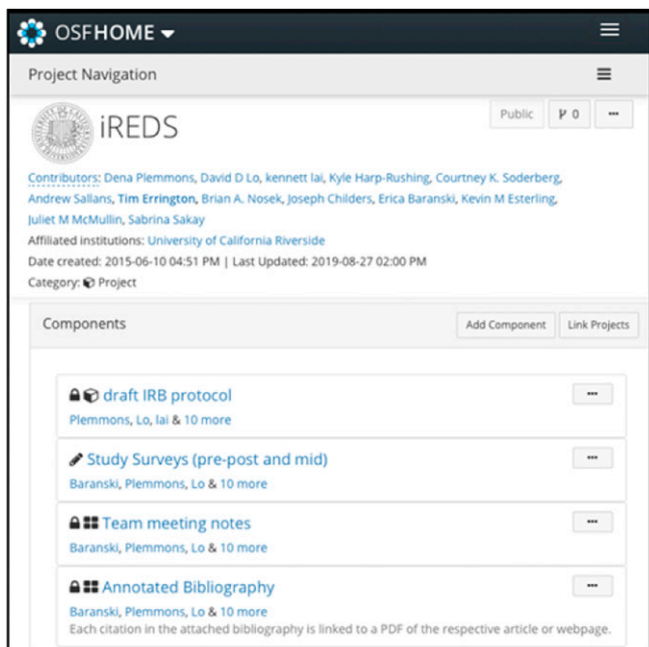 OSFHOME
Project Navigation
iREDS
Public
0
Contributors: Dena Plemmons, David D Lo, kennett lai, Kyle Harp-Rushing, Courtney K. Soderberg,
Andrew Sallans, Tim Errington, Brian A. Nosek, Joseph Childers, Erica Baranski, Kevin M Esterling,
Juliet M McMullin, Sabrina Sakay
Affiliated institutions: University of California Riverside
Date created: 2015-06-10 04:51 PM | Last Updated: 2019-08-27 02:00 PM
Category: Project
Components
Add Component
Link Projects
draft IRB protocol
Plemmons, Lo, lai & 10 more
Study Surveys (pre-post and mid)
Baranski, Plemmons, Lo & 10 more
Team meeting notes
Baranski, Plemmons, Lo & 10 more
Annotated Bibliography
Baranski, Plemmons, Lo & 10 more
Each citation in the attached bibliography is linked to a PDF of the respective article or webpage.